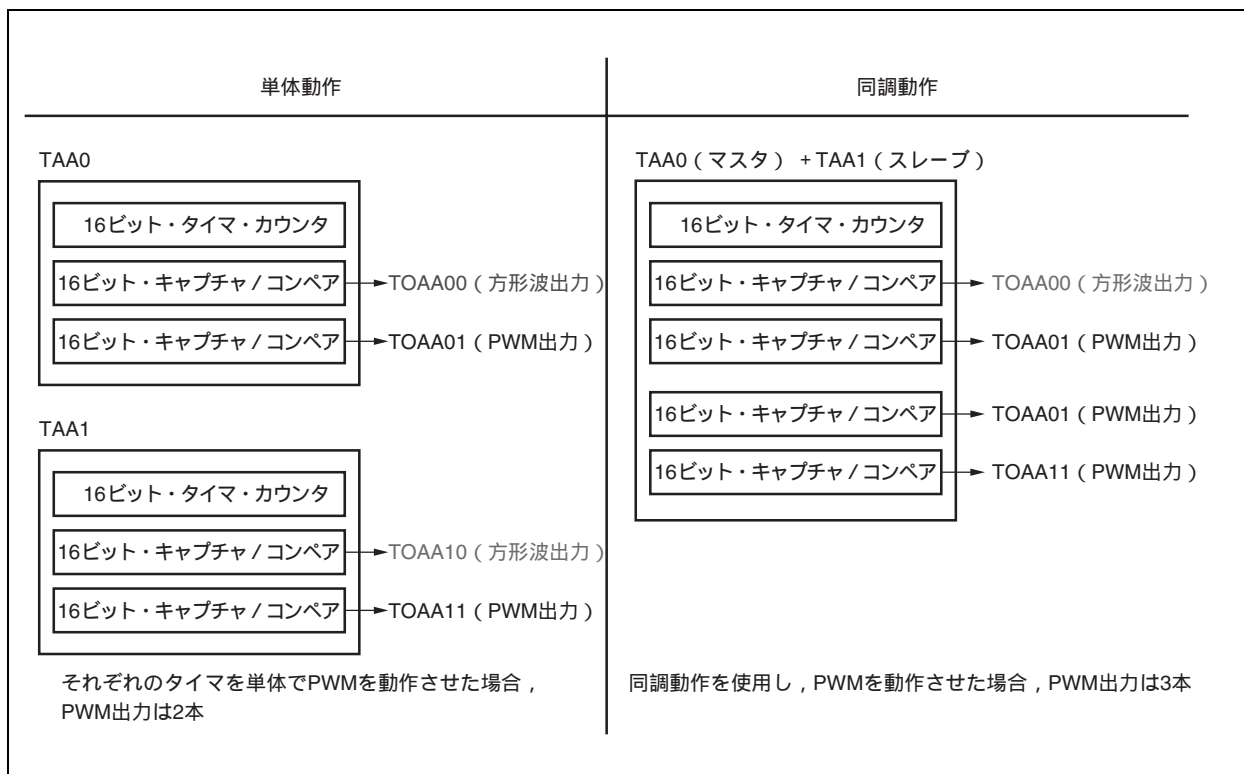 単体動作
TAA0
16ビット・タイマ・カウンタ
16ビット・キャプチャ / コンペア
TOAA00 ( 方形波出力 )
16ビット・キャプチャ / コンペア
TOAA01 ( PWM出力 )
TAA1
16ビット・タイマ・カウンタ
16ビット・キャプチャ / コンペア
TOAA10 ( 方形波出力 )
16ビット・キャプチャ / コンペア
TOAA11 ( PWM出力 )
それぞれのタイマを単体でPWMを動作させた場合 ,
PWM出力は2本
同調動作
TAA0 ( マスタ ) + TAA1 ( スレーブ )
16ビット・タイマ・カウンタ
16ビット・キャプチャ / コンペア
TOAA00 ( 方形波出力 )
16ビット・キャプチャ / コンペア
TOAA01 ( PWM出力 )
16ビット・キャプチャ / コンペア
TOAA01 ( PWM出力 )
16ビット・キャプチャ / コンペア
TOAA11 ( PWM出力 )
同調動作を使用し , PWMを動作させた場合 , PWM出力は3本